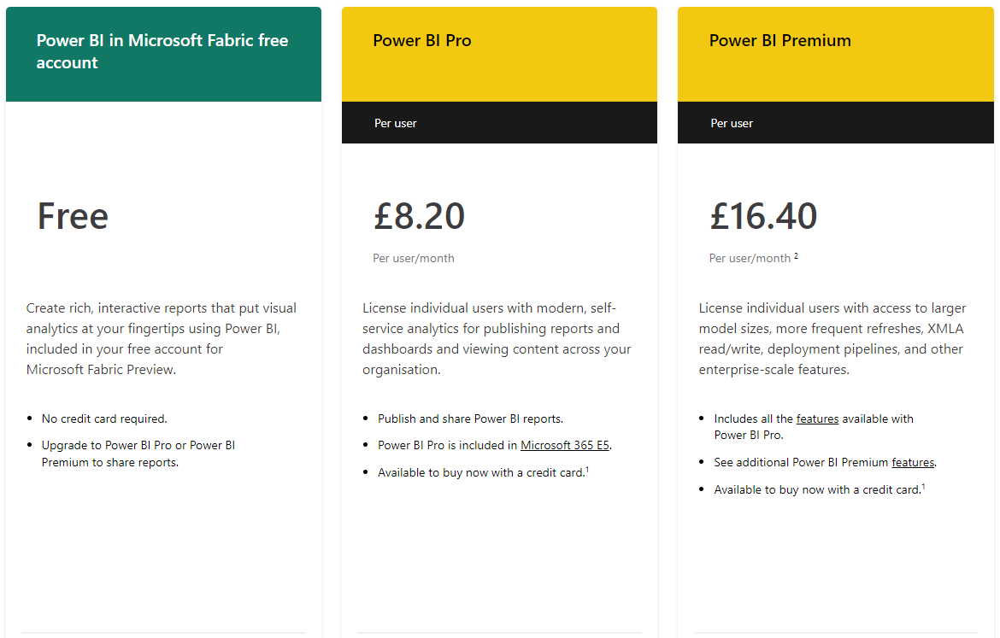 Power BI in Microsoft Fabric free
account
Free
Create rich, interactive reports that put visual
analytics at your fingertips using Power BI,
included in your free account for
Microsoft Fabric Preview.
• No credit card required.
• Upgrade to Power BI Pro or Power BI
Premium to share reports.
Power BI Pro
Per user
£8.20
Per user/month
License individual users with modern, self-
service analytics for publishing reports and
dashboards and viewing content across your
organisation.
• Publish and share Power BI reports.
• Power BI Pro is included in Microsoft 365 E5.
• Available to buy now with a credit card.¹
Power BI Premium
Per user
£16.40
Per user/month ²
License individual users with access to larger
model sizes, more frequent refreshes, XMLA
read/write, deployment pipelines, and other
enterprise-scale features.
• Includes all the features available with
Power BI Pro.
• See additional Power BI Premium features.
• Available to buy now with a credit card.¹